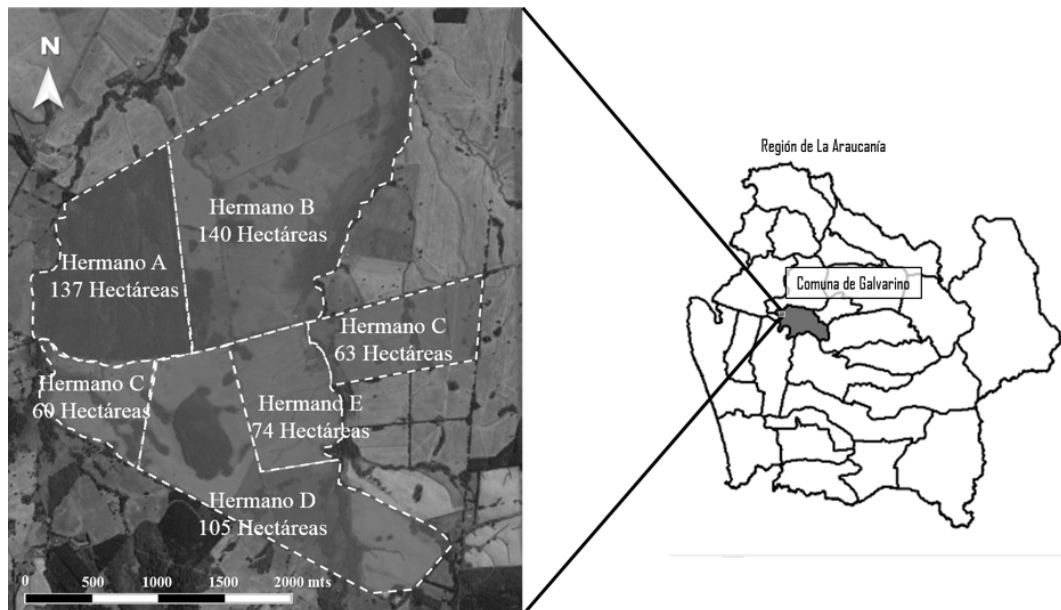 N
Hermano B
140 Hectáreas
Hermano A
137 Hectáreas
Hermano C
63 Hectáreas
Hermano C
60 Hectáreas
Hermano E
74 Hectáreas
Hermano D
105 Hectáreas
0 500 1000 1500 2000 mts
Región de La Araucanía
Comuna de Galvarino